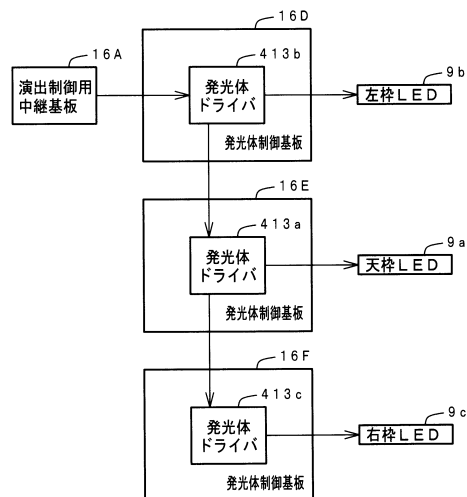 16A
演出制御用
中継基板
16D
413b
発光体
ドライバ
発光体制御基板
9b
左枠LED
16E
413a
発光体
ドライバ
発光体制御基板
9a
天枠LED
16F
413c
発光体
ドライバ
発光体制御基板
9c
右枠LED